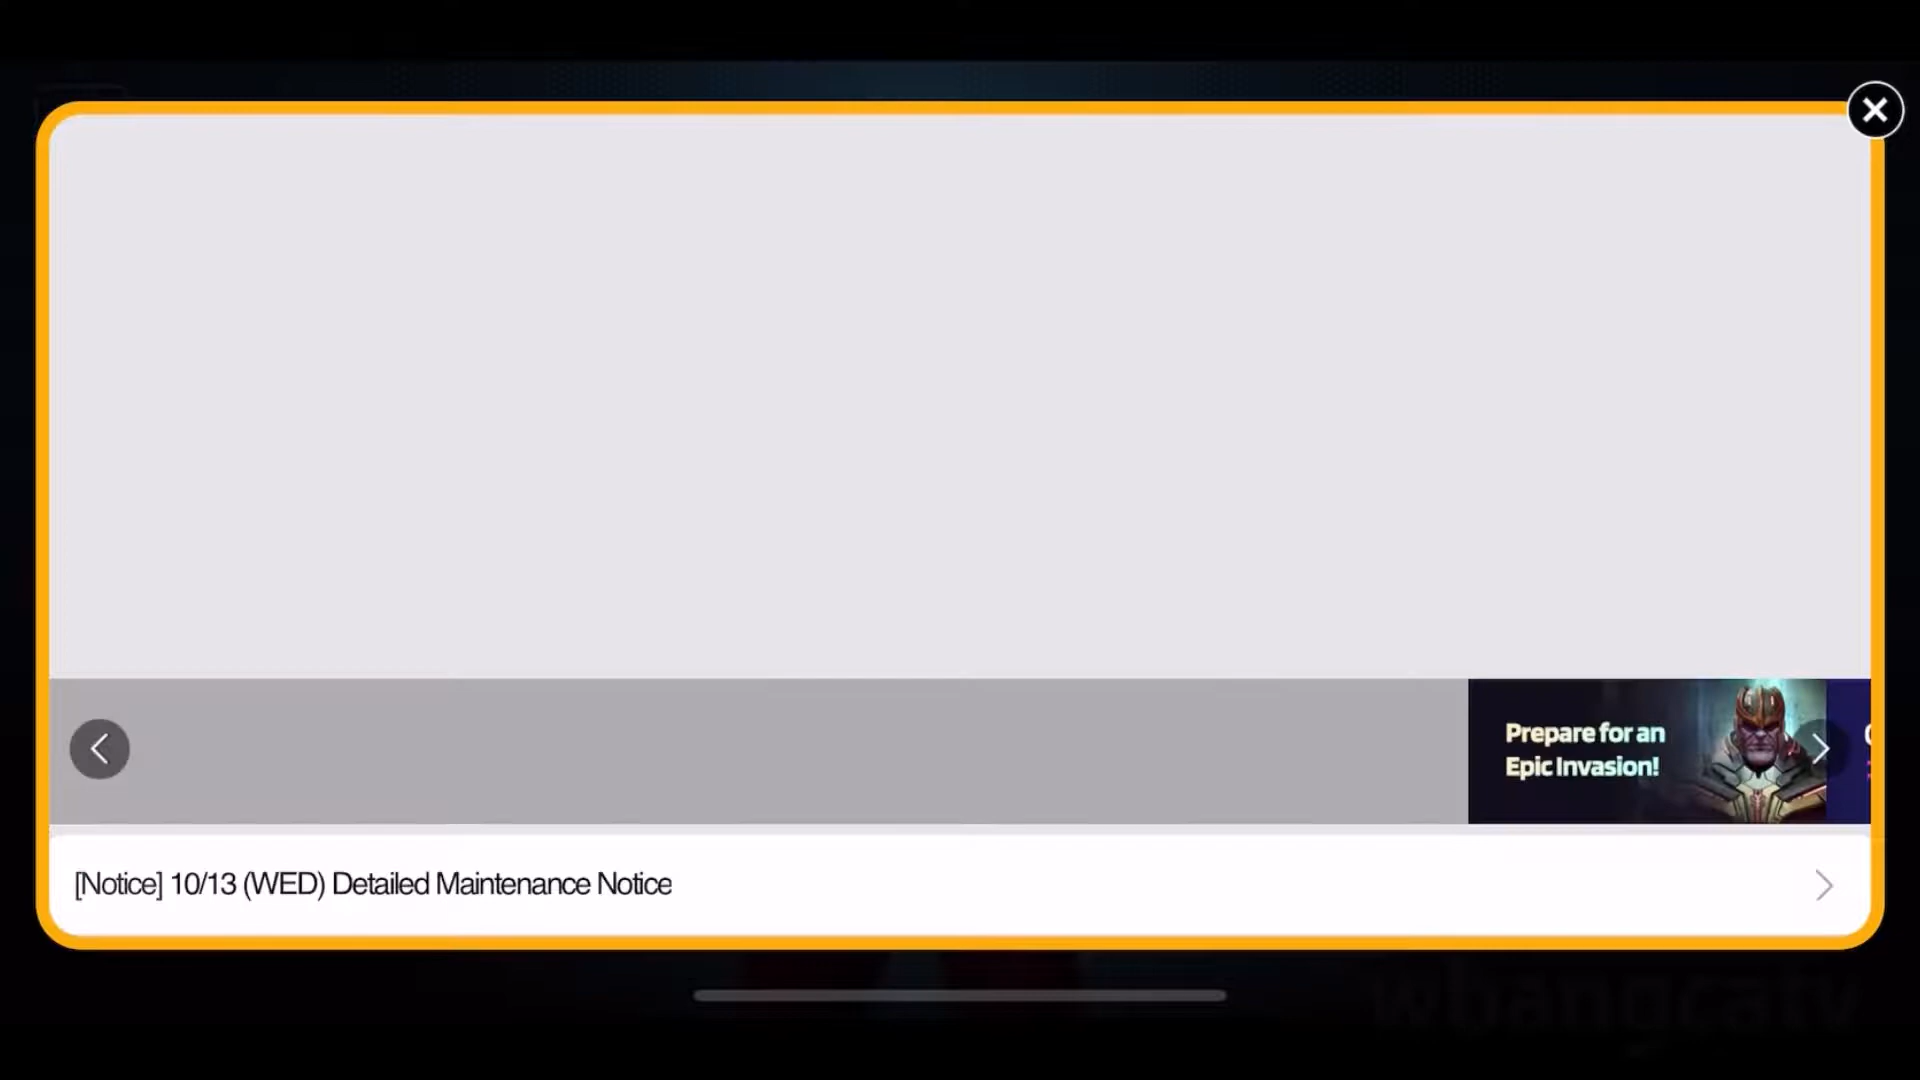 Prepare for an
Epic Invasion!
[Notice] 10/13 (WED) Detailed Maintenance Notice